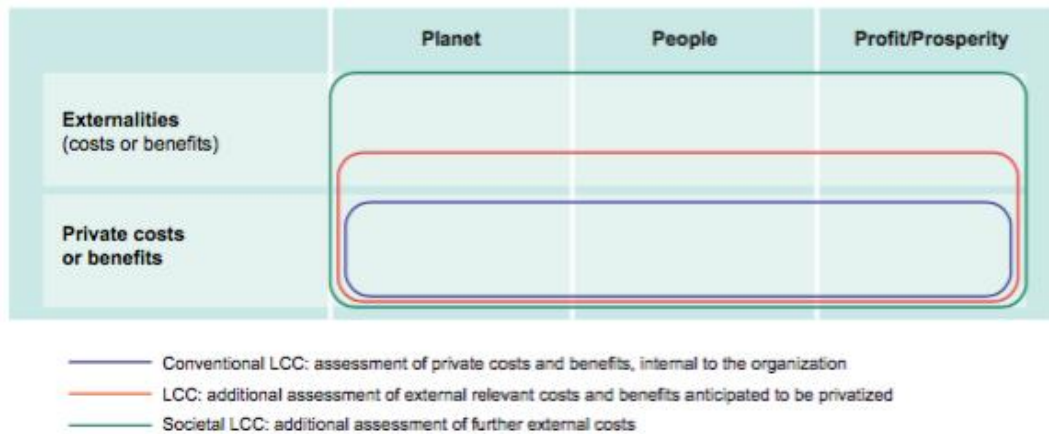 Planet People Profit/Prosperity
Externalities
(costs or benefits)
Private costs
or benefits
Conventional LCC: assessment of private costs and benefits, internal to the organization
LCC: additional assessment of external relevant costs and benefits anticipated to be privatized
Societal LCC: additional assessment of further external costs